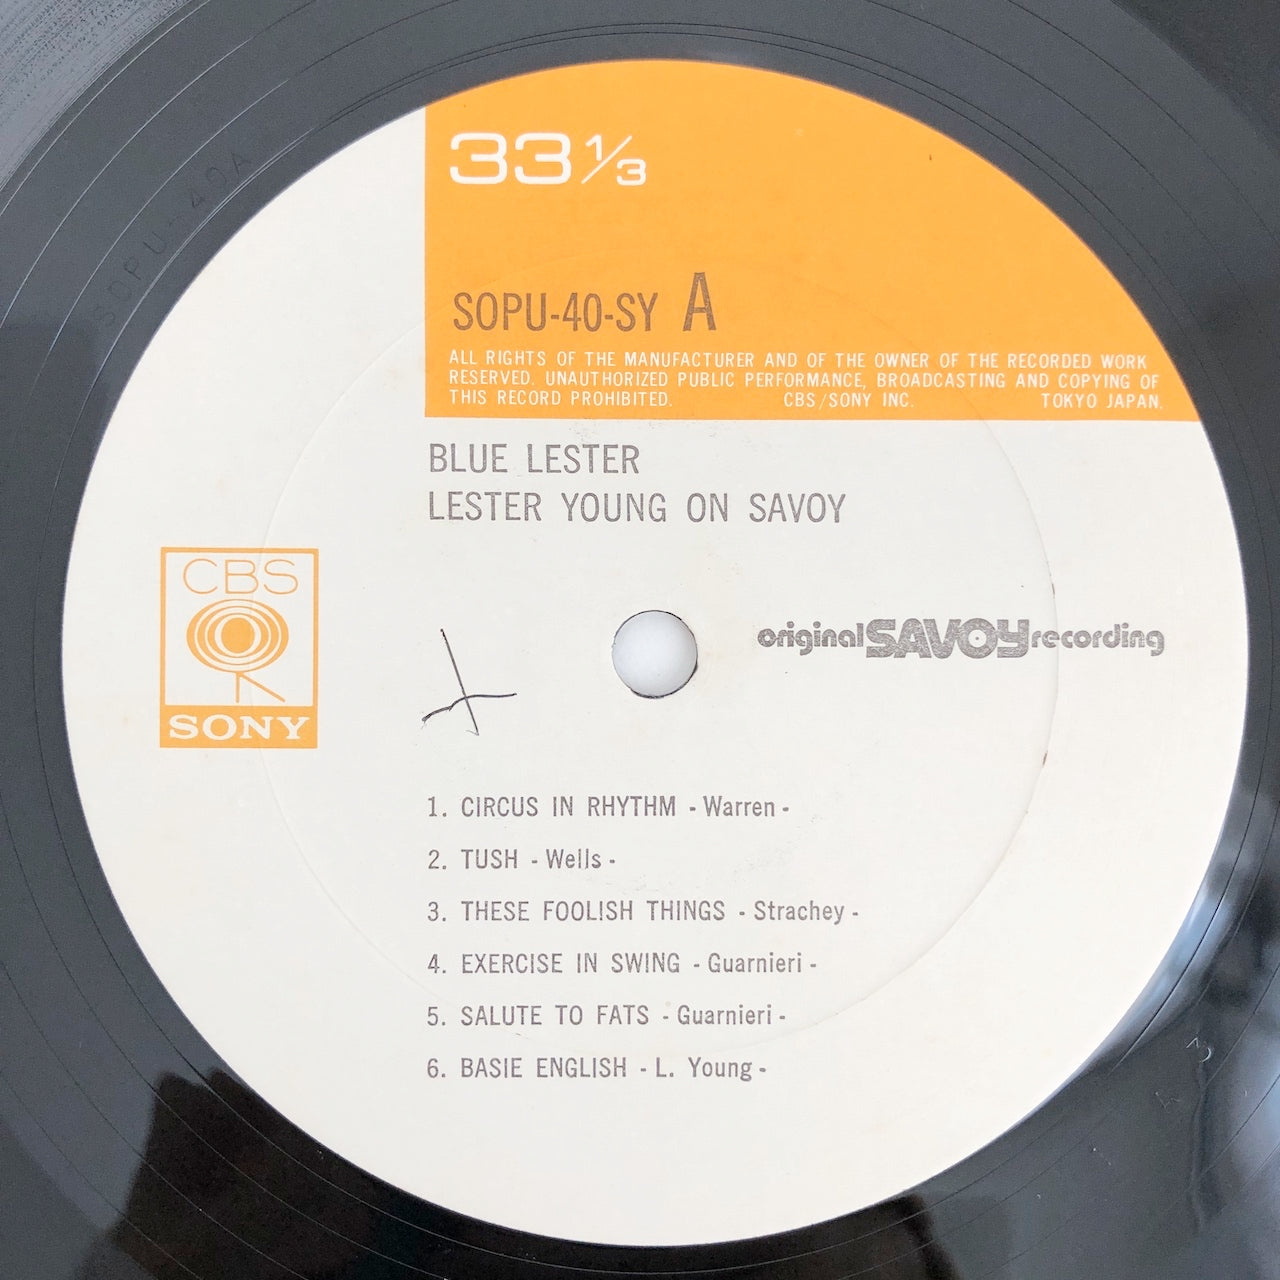 33 1/3
SOPU-40-SY A
ALL RIGHTS OF THE MANUFACTURER AND OF THE OWNER OF THE RECORDED WORK
RESERVED. UNAUTHORIZED PUBLIC PERFORMANCE, BROADCASTING AND COPYING OF
THIS RECORD PROHIBITED. CBS/SONY INC. TOKYO JAPAN.
BLUE LESTER
LESTER YOUNG ON SAVOY
CBS
SONY
original SAVOY recording
1. CIRCUS IN RHYTHM - Warren -
2. TUSH - Wells -
3. THESE FOOLISH THINGS - Strachey -
4. EXERCISE IN SWING - Guarnieri -
5. SALUTE TO FATS - Guarnieri -
6. BASIE ENGLISH - L. Young -